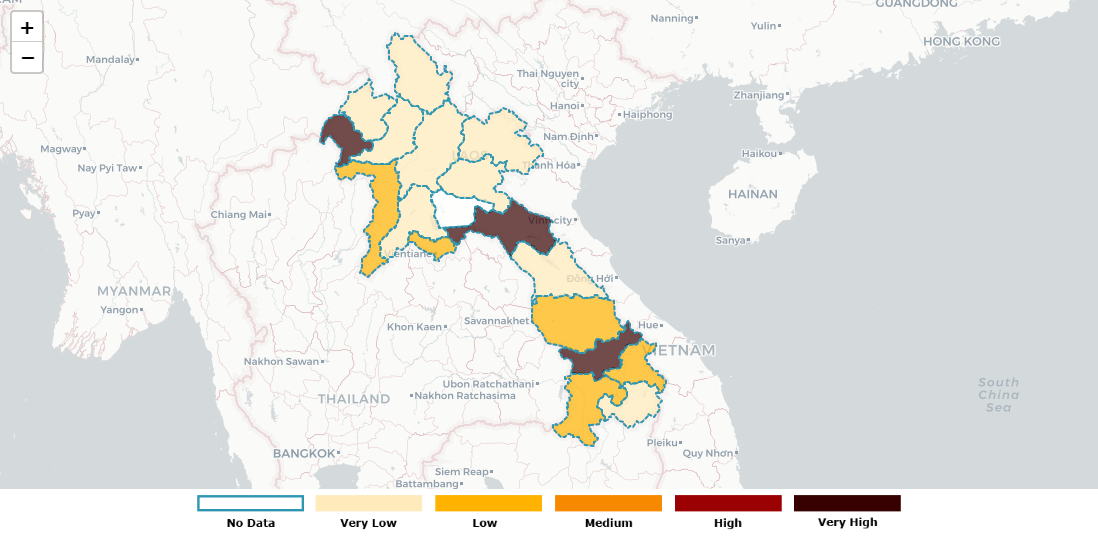 +
−
GUANGDONG
Nanning
Yulin
HONG KONG
Mandalay
Thai Nguyen
city
Zhanjiang
Hanoi
Haiphong
Nam Định
Magway
Haikou
LAOS
Thanh Hóa
Nay Pyi Taw
HAINAN
Pyay
Chiang Mai
Vinh city
Sanya
Vientiane
Đồng Hới
MYANMAR
Yangon
Savannakhet
Khon Kaen
Hue
VIETNAM
Nakhon Sawan
Ubon Ratchathani
South
China
Sea
THAILAND
Nakhon Ratchasima
Pleiku
BANGKOK
Quy Nhơn
Siem Reap
Battambang
No Data
Very Low
Low
Medium
High
Very High